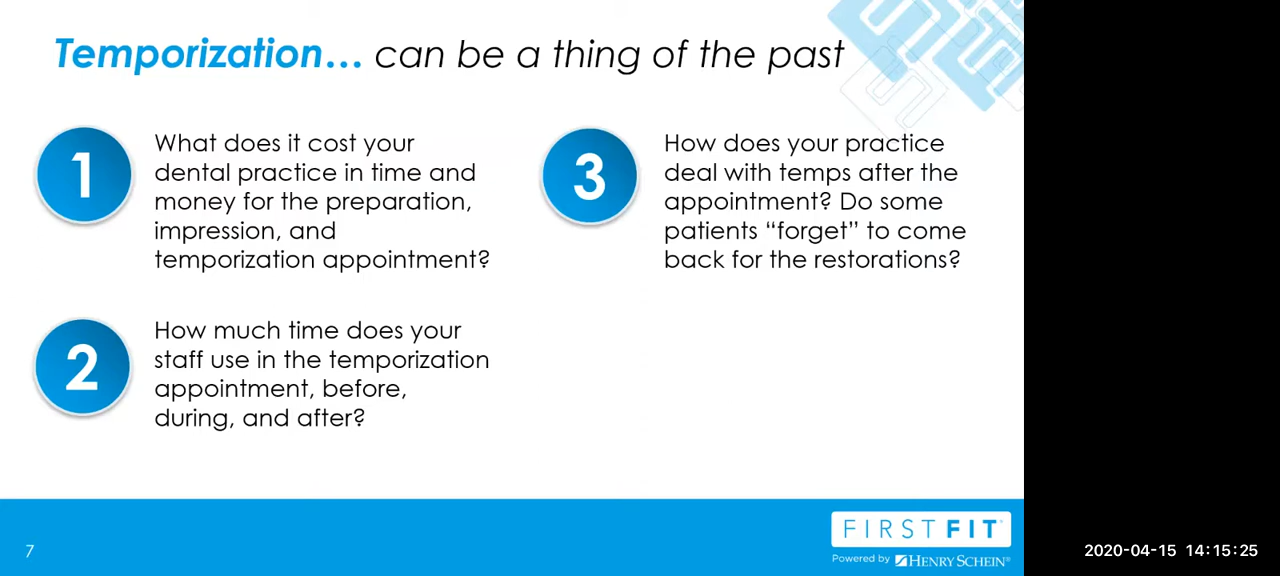 Temporization… can be a thing of the past
1
What does it cost your
dental practice in time and
money for the preparation,
impression, and
temporization appointment?
2
How much time does your
staff use in the temporization
appointment, before,
during, and after?
3
How does your practice
deal with temps after the
appointment? Do some
patients “forget” to come
back for the restorations?
7
FIRSTFIT
Powered by HENRY SCHEIN®
2020-04-15 14:15:25